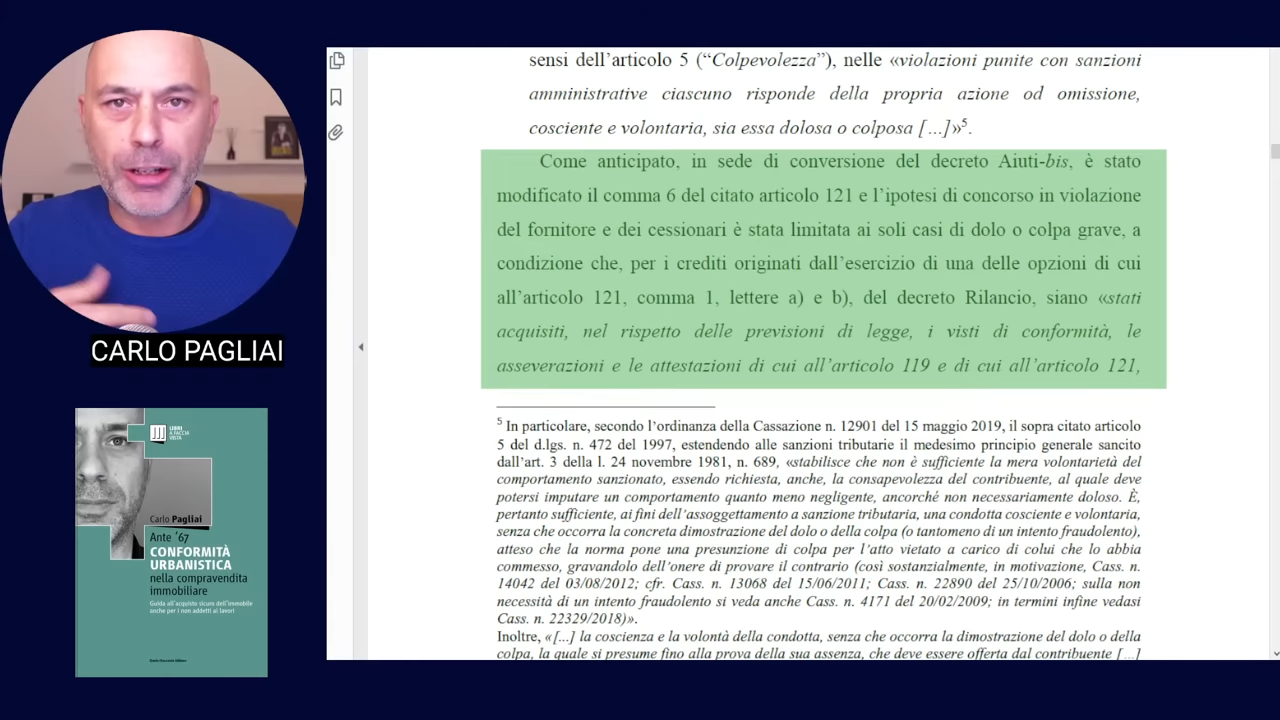 sensi dell'articolo 5 (“Colpevolezza”), nelle «violazioni punite con sanzioni
amministrative ciascuno risponde della propria azione od omissione,
cosciente e volontaria, sia essa dolosa o colposa […]»⁵.
Come anticipato, in sede di conversione del decreto Aiuti-bis, è stato
modificato il comma 6 del citato articolo 121 e l'ipotesi di concorso in violazione
del fornitore e dei cessionari è stata limitata ai soli casi di dolo o colpa grave, a
condizione che, per i crediti originati dall'esercizio di una delle opzioni di cui
all'articolo 121, comma 1, lettere a) e b), del decreto Rilancio, siano «stati
acquisiti, nel rispetto delle previsioni di legge, i visti di conformità, le
asseverazioni e le attestazioni di cui all'articolo 119 e di cui all'articolo 121,
⁵ In particolare, secondo l'ordinanza della Cassazione n. 12901 del 15 maggio 2019, il sopra citato articolo
5 del d.lgs. n. 472 del 1997, estendendo alle sanzioni tributarie il medesimo principio generale sancito
dall'art. 3 della l. 24 novembre 1981, n. 689, «stabilisce che non è sufficiente la mera volontarietà del
comportamento sanzionato, essendo richiesta, anche, la consapevolezza del contribuente, al quale deve
potersi imputare un comportamento quanto meno negligente, ancorché non necessariamente doloso. È,
pertanto sufficiente, ai fini dell'assoggettamento a sanzione tributaria, una condotta cosciente e volontaria,
senza che occorra la concreta dimostrazione del dolo o della colpa (o tantomeno di un intento fraudolento),
atteso che la norma pone una presunzione di colpa per l'atto vietato a carico di colui che lo abbia
commesso, gravandolo dell'onere di provare il contrario (così sostanzialmente, in motivazione, Cass. n.
14042 del 03/08/2012; cfr. Cass. n. 13068 del 15/06/2011; Cass. n. 22890 del 25/10/2006; sulla non
necessità di un intento fraudolento si veda anche Cass. n. 4171 del 20/02/2009; in termini infine vedasi
Cass. n. 22329/2018)».
Inoltre, «[…] la coscienza e la volontà della condotta, senza che occorra la dimostrazione del dolo o della
colpa, la quale si presume fino alla prova della sua assenza, che deve essere offerta dal contribuente […]
CARLO PAGLIAI
LIBRI
A FACCIA
VISTA
Carlo Pagliai
Ante '67
CONFORMITÀ
URBANISTICA
nella compravendita
immobiliare
Guida all'acquisto sicuro dell'immobile
anche per i non addetti ai lavori